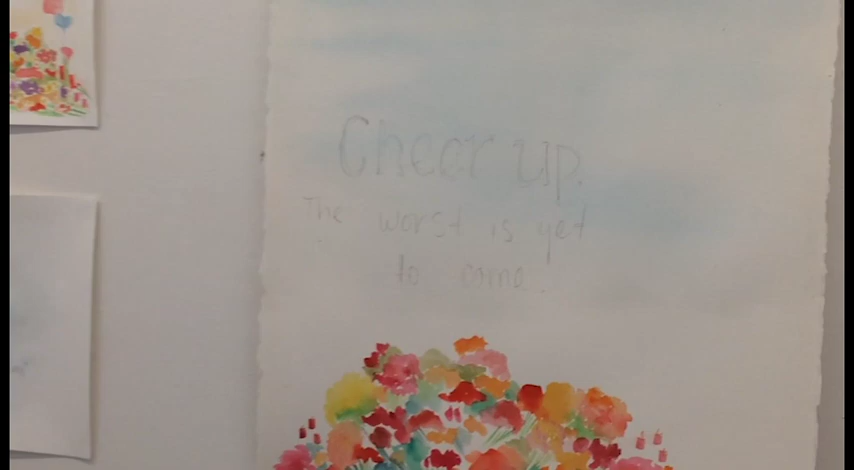 Cheer up.
The worst is yet
to come.